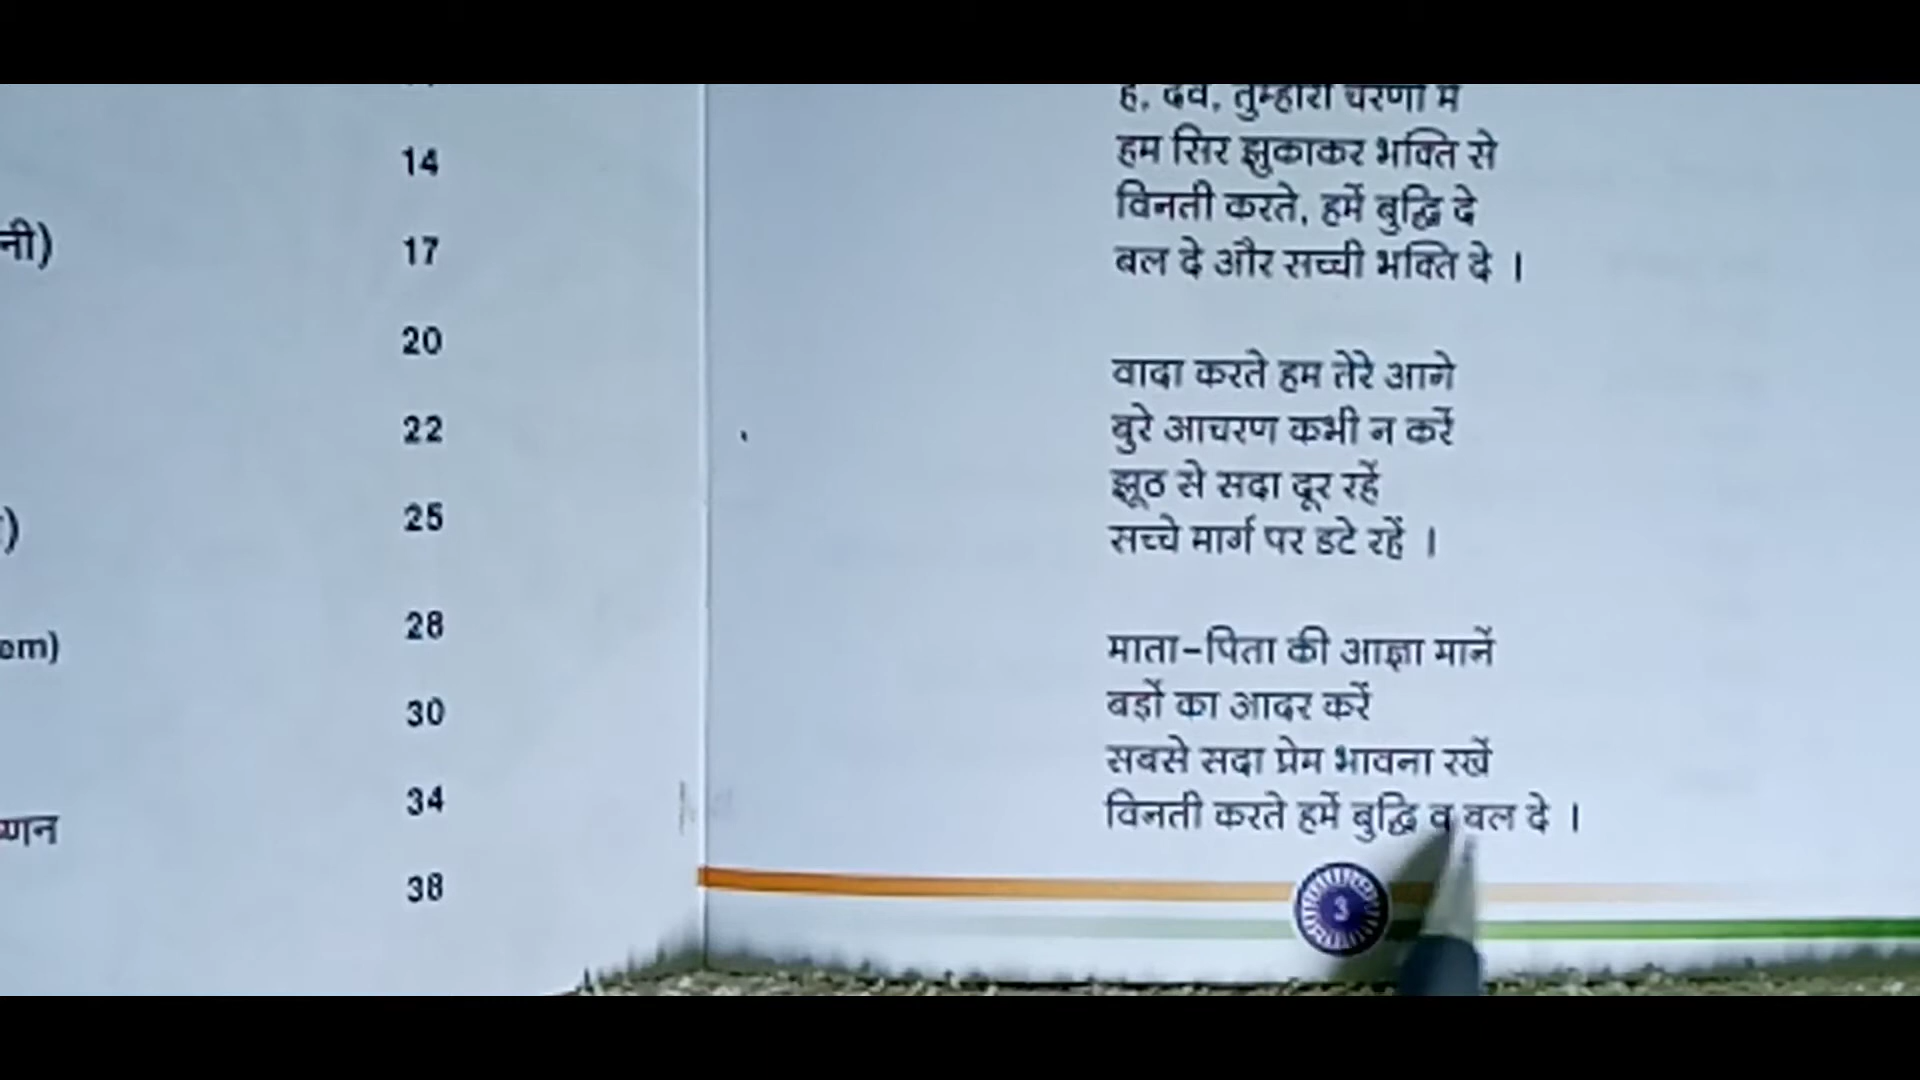 14
नी)
17
20
22
25
)
28
em)
30
34
ष्णन
38
हे, देव, तुम्हारी चरणों में
हम सिर झुकाकर भक्ति से
विनती करते, हमें बुद्धि दे
बल दे और सच्ची भक्ति दे ।
वादा करते हम तेरे आगे
बुरे आचरण कभी न करें
झूठ से सदा दूर रहें
सच्चे मार्ग पर डटे रहें ।
माता-पिता की आज्ञा मानें
बड़ों का आदर करें
सबसे सदा प्रेम भावना रखें
विनती करते हमें बुद्धि व बल दे ।
3